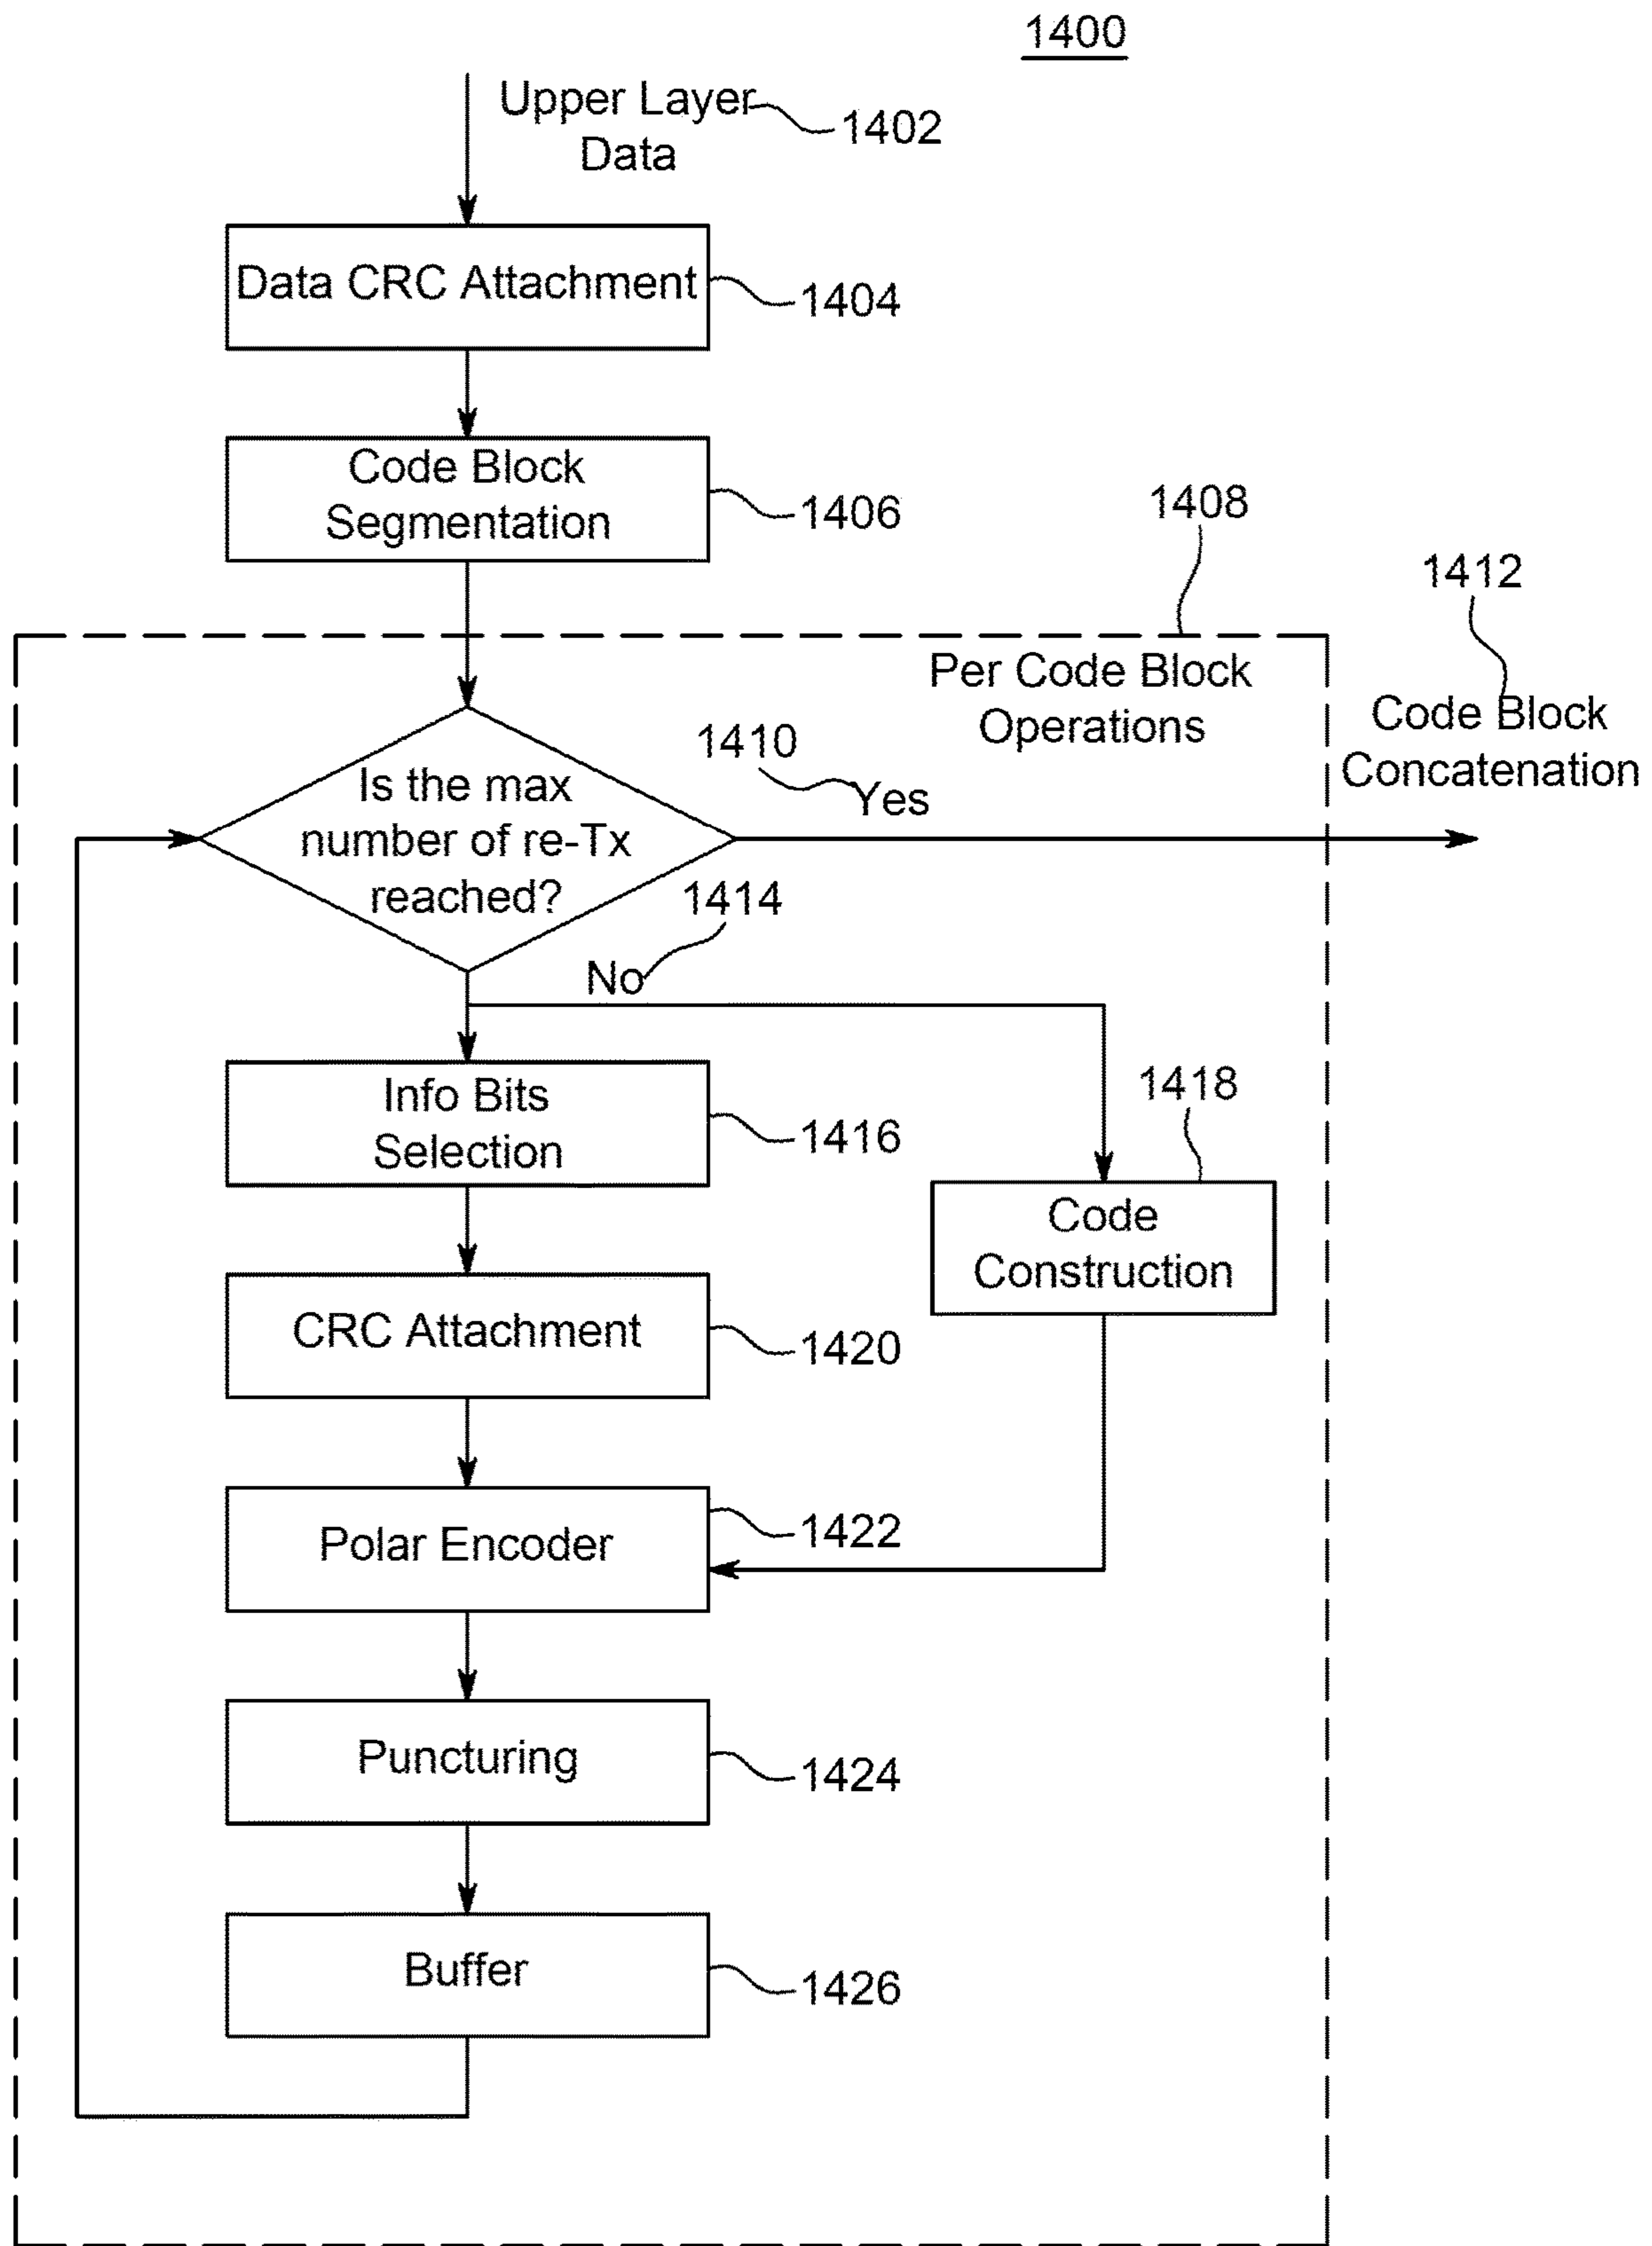 1400
Upper Layer
Data
1402
Data CRC Attachment
1404
Code Block
Segmentation
1406
1408
1412
Per Code Block
Operations
Code Block
Concatenation
1410
Yes
Is the max
number of re-Tx
reached?
1414
No
Info Bits
Selection
1416
1418
Code
Construction
CRC Attachment
1420
Polar Encoder
1422
Puncturing
1424
Buffer
1426